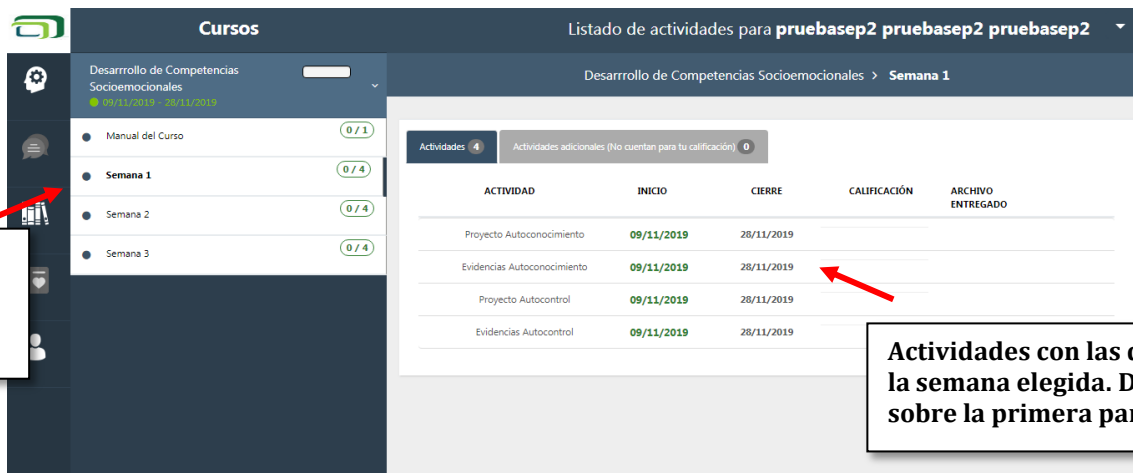 Cursos
Listado de actividades para pruebasep2 pruebasep2 pruebasep2
Desarrrollo de Competencias
Socioemocionales
09/11/2019 - 28/11/2019
Desarrrollo de Competencias Socioemocionales > Semana 1
Manual del Curso 0 / 1
Semana 1 0 / 4
Semana 2 0 / 4
Semana 3 0 / 4
Actividades 4 Actividades adicionales (No cuentan para tu calificación) 0
ACTIVIDAD INICIO CIERRE CALIFICACIÓN ARCHIVO
ENTREGADO
Proyecto Autoconocimiento 09/11/2019 28/11/2019
Evidencias Autoconocimiento 09/11/2019 28/11/2019
Proyecto Autocontrol 09/11/2019 28/11/2019
Evidencias Autocontrol 09/11/2019 28/11/2019
Actividades con las
la semana elegida.
sobre la primera